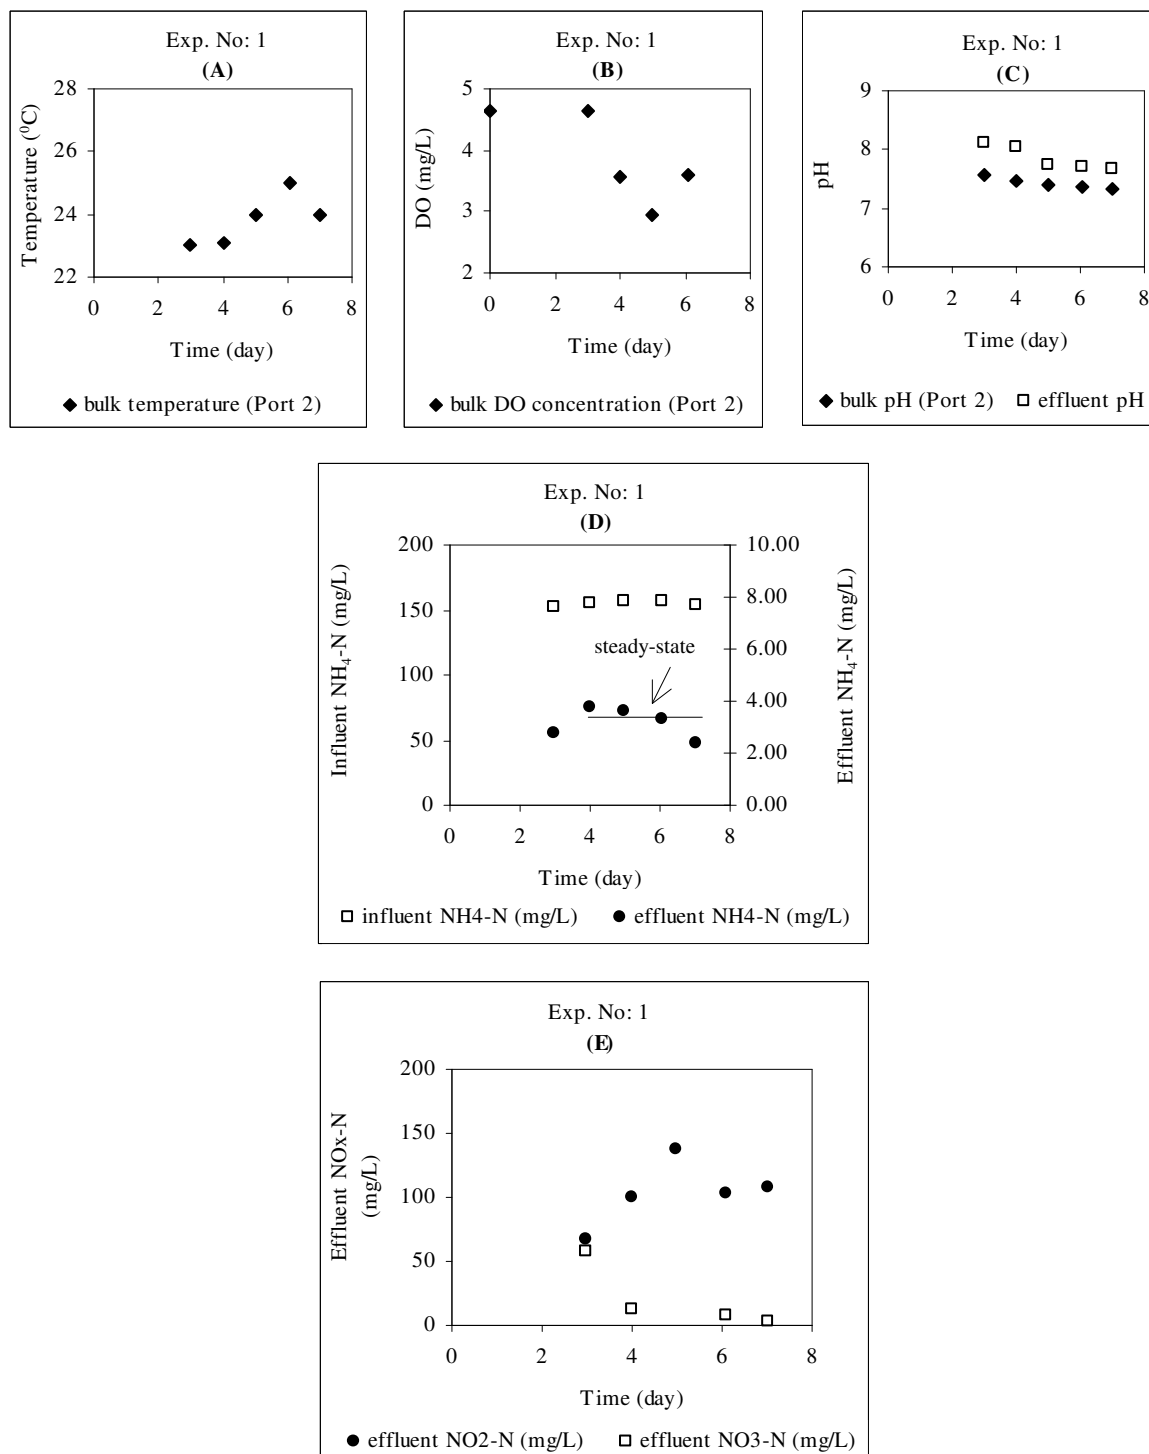 Exp. No: 1
(A)
28
26
24
22
0 2 4 6 8
Temperature (⁰C)
Time (day)
◆ bulk temperature (Port 2)
Exp. No: 1
(B)
5
4
3
2
0 2 4 6 8
DO (mg/L)
Time (day)
◆ bulk DO concentration (Port 2)
Exp. No: 1
(C)
9
8
7
6
0 2 4 6 8
pH
Time (day)
◆ bulk pH (Port 2) □ effluent pH
Exp. No: 1
(D)
200
150
100
50
0
10.00
8.00
6.00
4.00
2.00
0.00
0 2 4 6 8
Influent NH₄-N (mg/L)
Effluent NH₄-N (mg/L)
steady-state
Time (day)
□ influent NH4-N (mg/L) ● effluent NH4-N (mg/L)
Exp. No: 1
(E)
200
150
100
50
0
0 2 4 6 8
Effluent NOx-N
(mg/L)
Time (day)
● effluent NO2-N (mg/L) □ effluent NO3-N (mg/L)